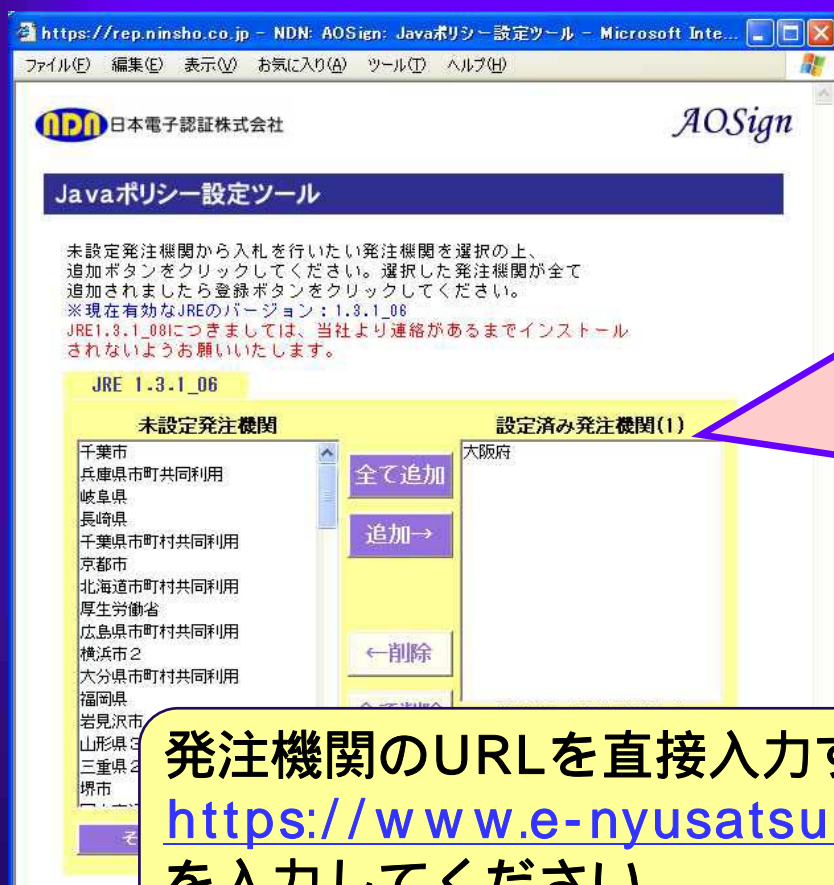 https://rep.ninsho.co.jp - NDN: AOSign: Javaポリシー設定ツール - Microsoft Inte...
ファイル(F) 編集(E) 表示(V) お気に入り(A) ツール(T) ヘルプ(H)
NDN 日本電子認証株式会社
AOSign
Javaポリシー設定ツール
未設定発注機関から入札を行いたい発注機関を選択の上、
追加ボタンをクリックしてください。選択した発注機関が全て
追加されましたら登録ボタンをクリックしてください。
※現在有効なJREのバージョン:1.3.1_06
JRE1.3.1_08につきましては、当社より連絡があるまでインストール
されないようお願いいたします。
JRE 1.3.1_06
未設定発注機関
千葉市
兵庫県市町共同利用
岐阜県
長崎県
千葉県市町村共同利用
京都市
北海道市町村共同利用
厚生労働省
広島県市町村共同利用
横浜市2
大分県市町村共同利用
福岡県
岩見沢市
山形県
三重県
堺市
全て追加
追加→
←削除
設定済み発注機関(1)
大阪府
発注機関のURLを直接入力
https://www.e-nyusatsu
を入力してください